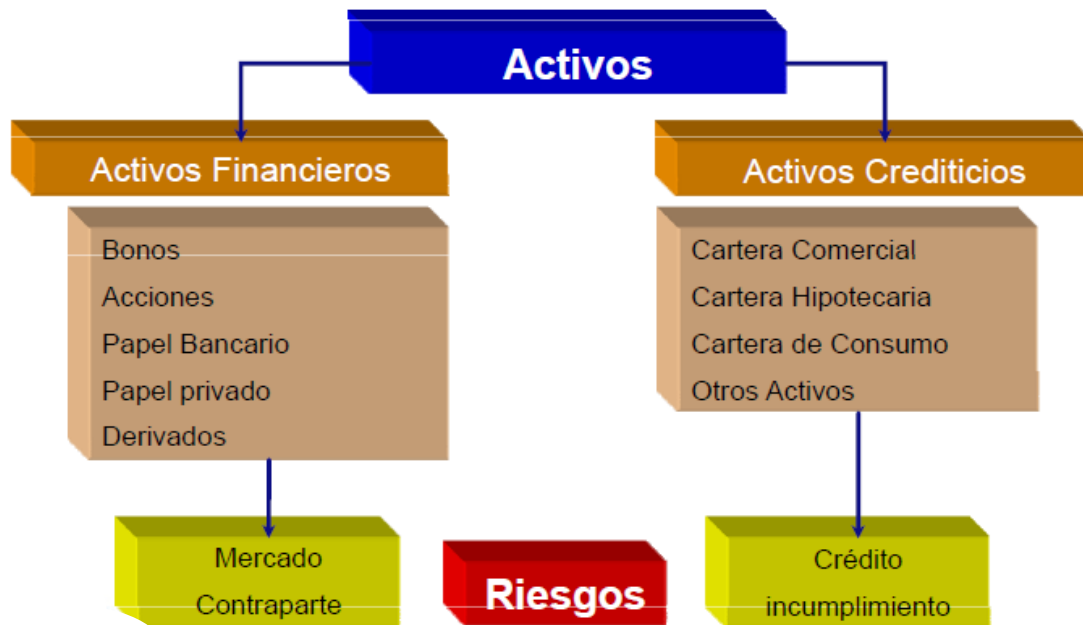 Activos
Activos Financieros
Bonos
Acciones
Papel Bancario
Papel privado
Derivados
Mercado
Contraparte
Activos Crediticios
Cartera Comercial
Cartera Hipotecaria
Cartera de Consumo
Otros Activos
Crédito
incumplimiento
Riesgos